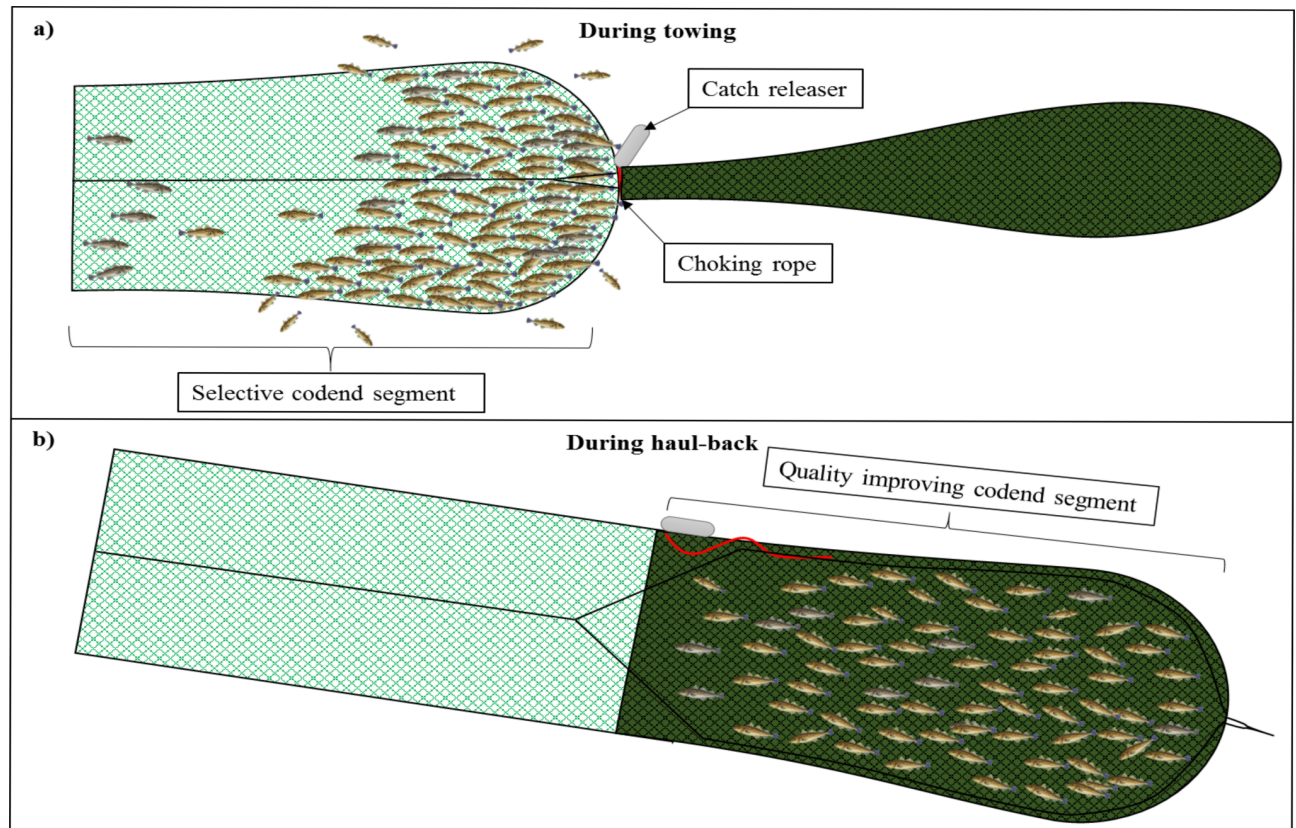 a)
During towing
Catch releaser
Choking rope
Selective codend segment
b)
During haul-back
Quality improving codend segment